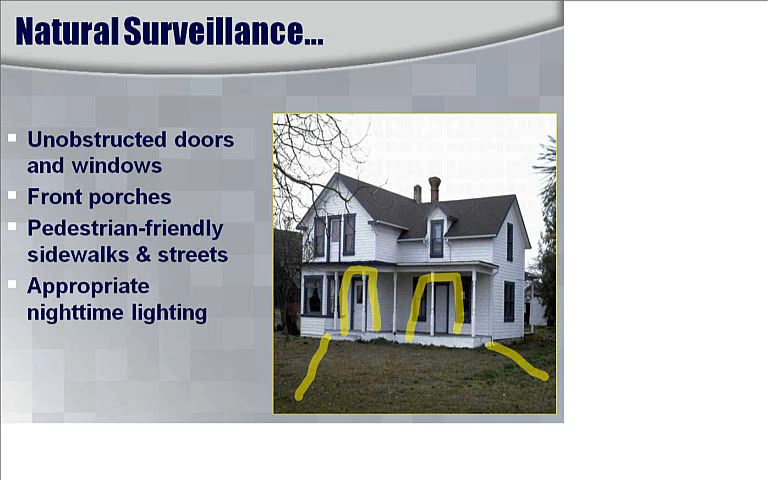 Natural Surveillance...
Unobstructed doors
and windows
Front porches
Pedestrian-friendly
sidewalks & streets
Appropriate
nighttime lighting